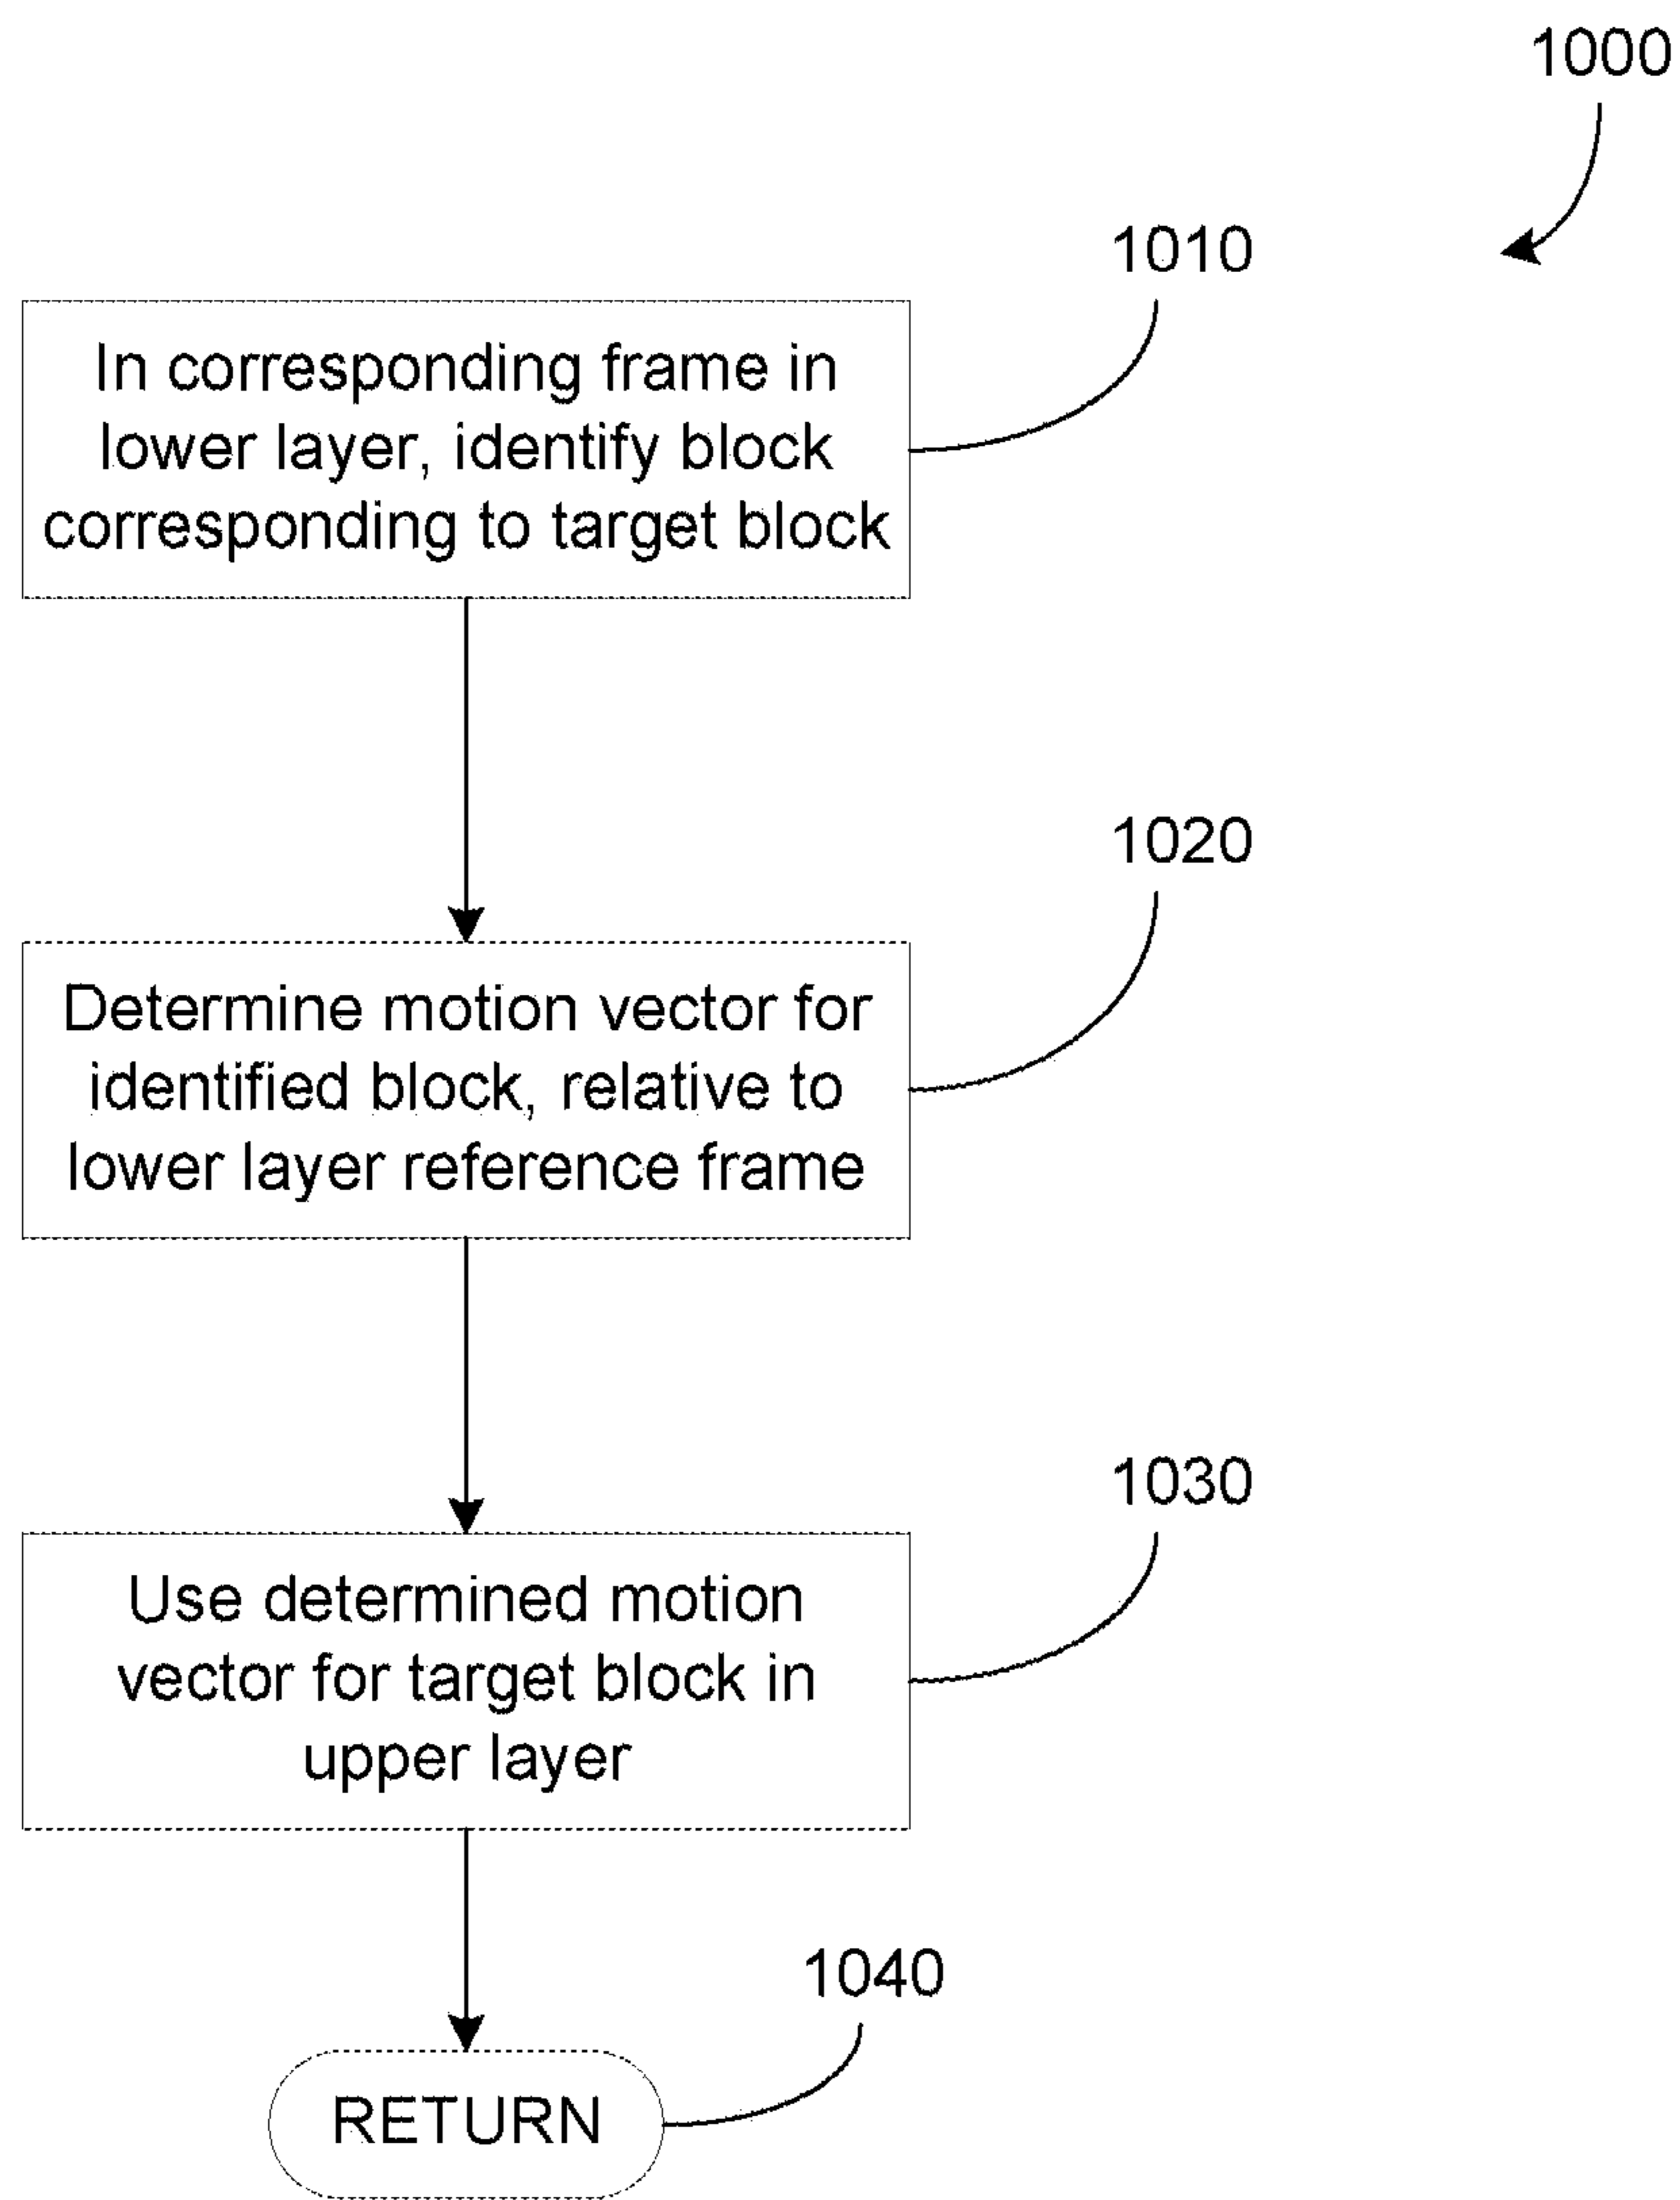 1000
1010
In corresponding frame in
lower layer, identify block
corresponding to target block
1020
Determine motion vector for
identified block, relative to
lower layer reference frame
1030
Use determined motion
vector for target block in
upper layer
1040
RETURN